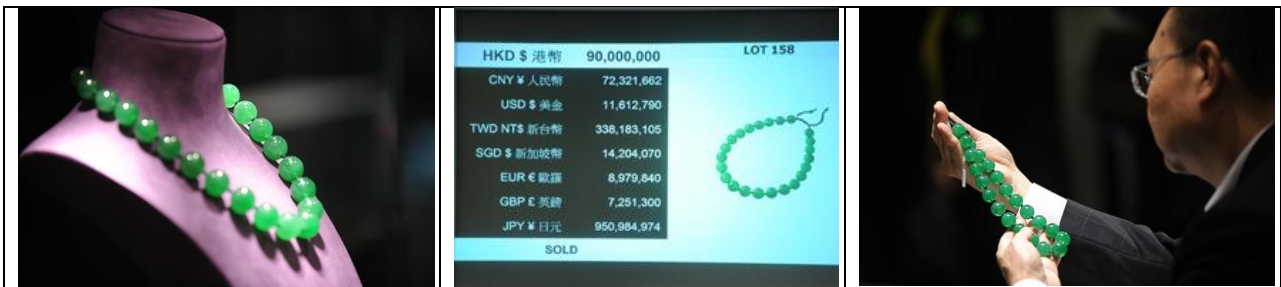 LOT 158
HKD $ 港幣 90,000,000
CNY ¥ 人民幣 72,321,662
USD $ 美金 11,612,790
TWD NT$ 新台幣 338,183,105
SGD $ 新加坡幣 14,204,070
EUR € 歐羅 8,979,840
GBP £ 英鎊 7,251,300
JPY ¥ 日元 950,984,974
SOLD